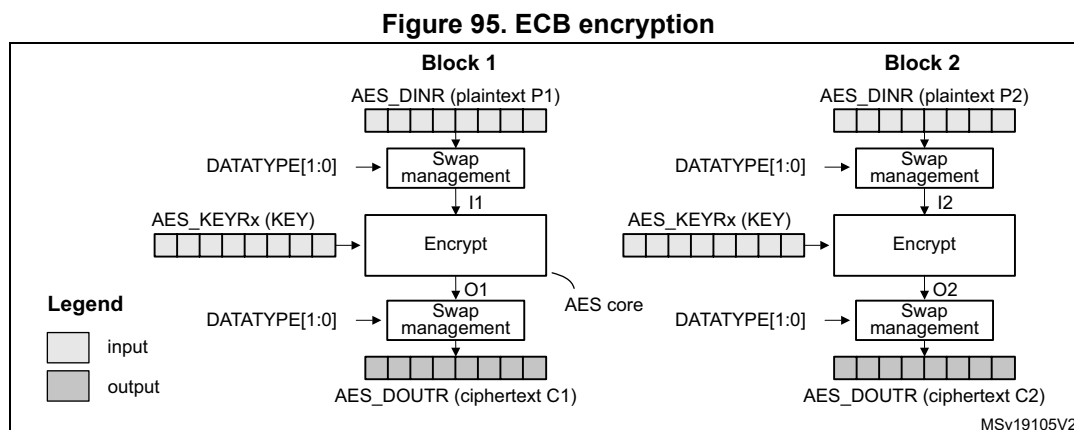 Figure 95. ECB encryption
Block 1
AES_DINR (plaintext P1)
DATATYPE[1:0]
Swap
management
I1
AES_KEYRx (KEY)
Encrypt
AES core
O1
DATATYPE[1:0]
Swap
management
AES_DOUTR (ciphertext C1)
Block 2
AES_DINR (plaintext P2)
DATATYPE[1:0]
Swap
management
I2
AES_KEYRx (KEY)
Encrypt
O2
DATATYPE[1:0]
Swap
management
AES_DOUTR (ciphertext C2)
Legend
input
output
MSv19105V2